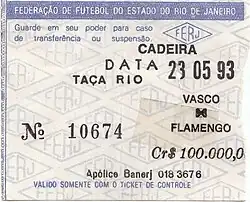 FEDERAÇÃO DE FUTEBOL DO ESTADO DO RIO DE JANEIRO
Guarde em seu poder para caso
de transferência ou suspensão.
FERJ
CADEIRA
DATA 23 05 93
TAÇA RIO
VASCO
X
FLAMENGO
Nº 10674
Cr$ 100.000,0
Apólice Banerj 018 3676
VÁLIDO SOMENTE COM O TICKET DE CONTROLE